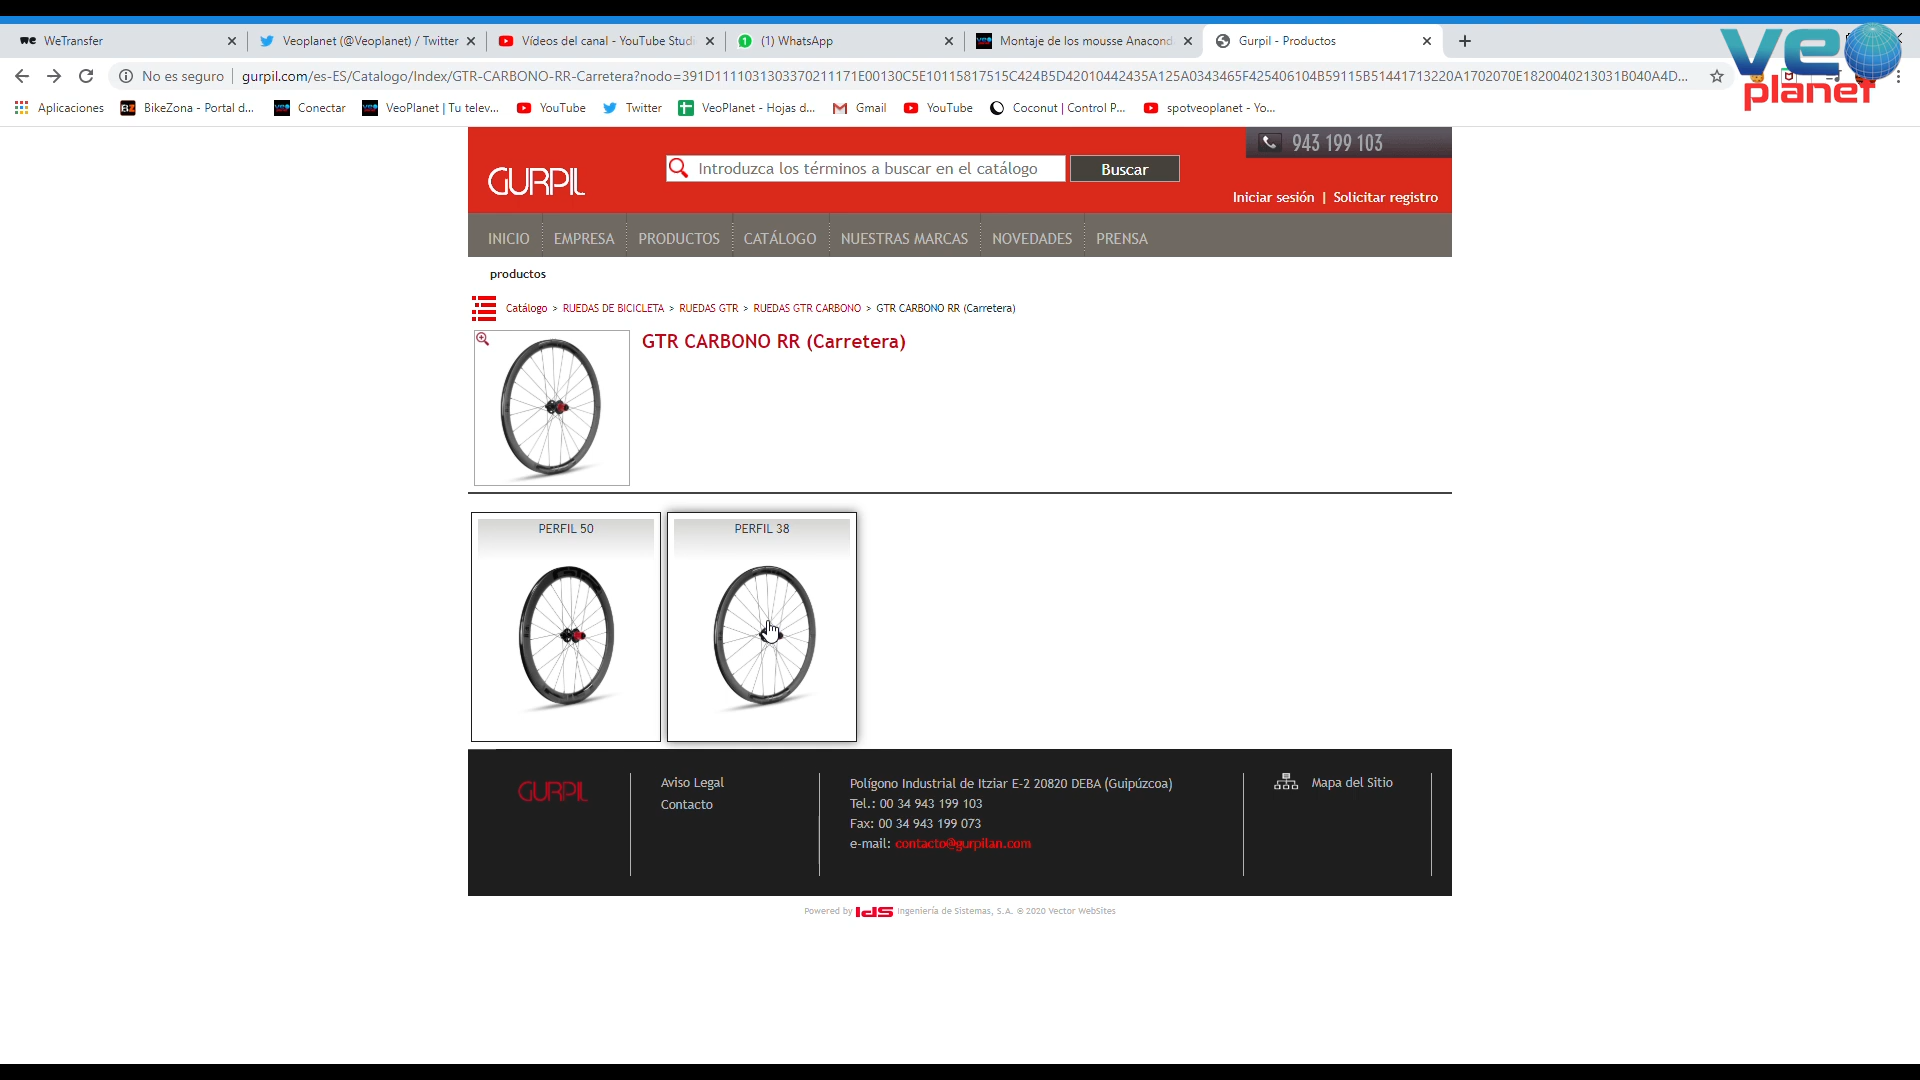 WeTransfer
Veoplanet (@Veoplanet) / Twitter
Vídeos del canal - YouTube Studi
(1) WhatsApp
Montaje de los mousse Anacond
Gurpil - Productos
No es seguro
gurpil.com/es-ES/Catalogo/Index/GTR-CARBONO-RR-Carretera?nodo=391D1111031303370211171E00130C5E10115817515C424B5D42010442435A125A0343465F425406104B59115B51441713220A1702070E1820040213031B040A4D...
Aplicaciones
BikeZona - Portal d...
Conectar
VeoPlanet | Tu telev...
YouTube
Twitter
VeoPlanet - Hojas d...
Gmail
YouTube
Coconut | Control P...
spotveoplanet - Yo...
veo
planet
GURPIL
Introduzca los términos a buscar en el catálogo
Buscar
943 199 103
Iniciar sesión | Solicitar registro
INICIO
EMPRESA
PRODUCTOS
CATÁLOGO
NUESTRAS MARCAS
NOVEDADES
PRENSA
productos
Catálogo > RUEDAS DE BICICLETA > RUEDAS GTR > RUEDAS GTR CARBONO > GTR CARBONO RR (Carretera)
GTR CARBONO RR (Carretera)
PERFIL 50
PERFIL 38
GURPIL
Aviso Legal
Contacto
Polígono Industrial de Itziar E-2 20820 DEBA (Guipúzcoa)
Tel.: 00 34 943 199 103
Fax: 00 34 943 199 073
e-mail: contacto@gurpilan.com
Mapa del Sitio
Powered by IdS Ingeniería de Sistemas, S.A. © 2020 Vector WebSites